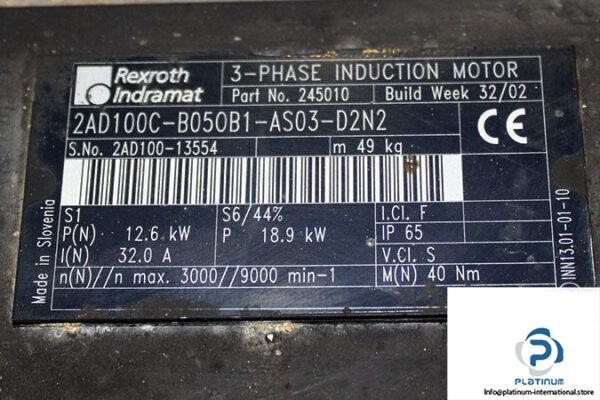 Rexroth
Indramat
3-PHASE INDUCTION MOTOR
Part No. 245010 Build Week 32/02
2AD100C-B050B1-AS03-D2N2
S.No. 2AD100-13554 m 49 kg
CE
S1 S6/44% I.Cl. F
P(N) 12.6 kW P 18.9 kW IP 65
I(N) 32.0 A V.Cl. S
n(N)//n max. 3000//9000 min-1 M(N) 40 Nm
Made in Slovenia
INN13.01-01-10
PLATINUM
Info@platinum-international.store